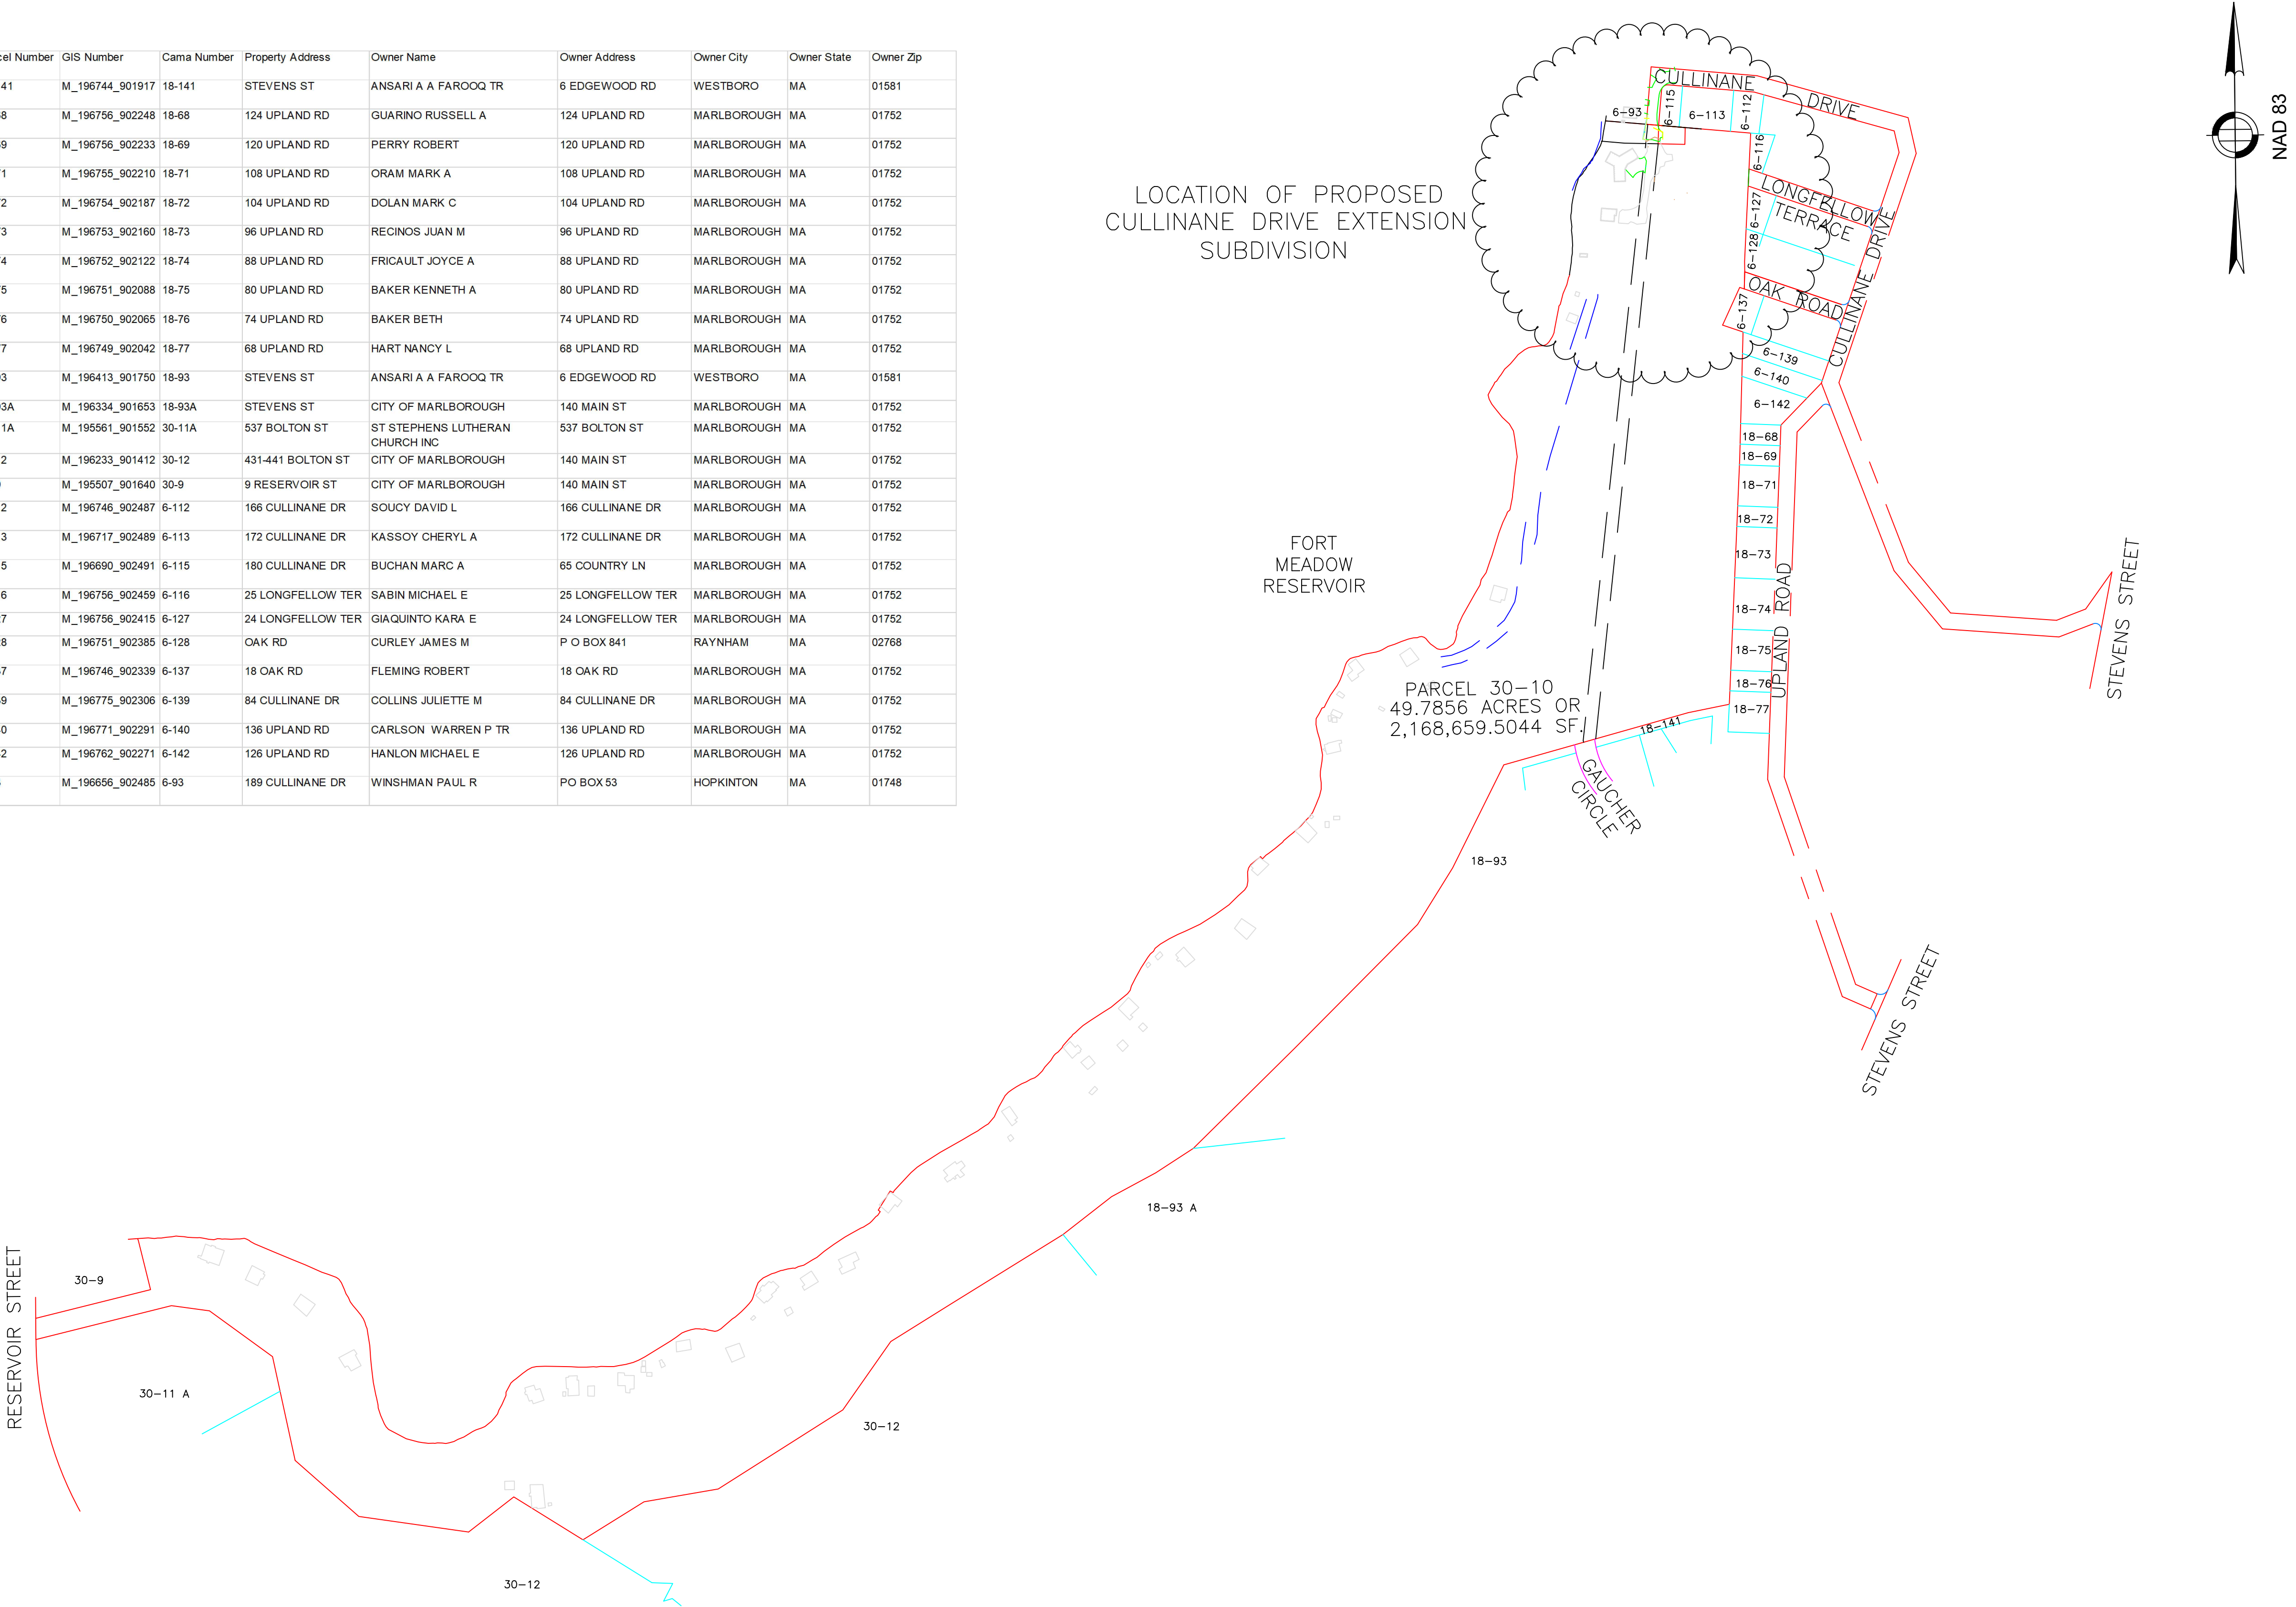 cel Number GIS Number Cama Number Property Address Owner Name Owner Address Owner City Owner State Owner Zip
41 M_196744_901917 18-141 STEVENS ST ANSARI A A FAROOQ TR 6 EDGEWOOD RD WESTBORO MA 01581
8 M_196756_902248 18-68 124 UPLAND RD GUARINO RUSSELL A 124 UPLAND RD MARLBOROUGH MA 01752
9 M_196756_902233 18-69 120 UPLAND RD PERRY ROBERT 120 UPLAND RD MARLBOROUGH MA 01752
1 M_196755_902210 18-71 108 UPLAND RD ORAM MARK A 108 UPLAND RD MARLBOROUGH MA 01752
2 M_196754_902187 18-72 104 UPLAND RD DOLAN MARK C 104 UPLAND RD MARLBOROUGH MA 01752
3 M_196753_902160 18-73 96 UPLAND RD RECINOS JUAN M 96 UPLAND RD MARLBOROUGH MA 01752
4 M_196752_902122 18-74 88 UPLAND RD FRICAULT JOYCE A 88 UPLAND RD MARLBOROUGH MA 01752
5 M_196751_902088 18-75 80 UPLAND RD BAKER KENNETH A 80 UPLAND RD MARLBOROUGH MA 01752
6 M_196750_902065 18-76 74 UPLAND RD BAKER BETH 74 UPLAND RD MARLBOROUGH MA 01752
7 M_196749_902042 18-77 68 UPLAND RD HART NANCY L 68 UPLAND RD MARLBOROUGH MA 01752
3 M_196413_901750 18-93 STEVENS ST ANSARI A A FAROOQ TR 6 EDGEWOOD RD WESTBORO MA 01581
3A M_196334_901653 18-93A STEVENS ST CITY OF MARLBOROUGH 140 MAIN ST MARLBOROUGH MA 01752
1A M_195561_901552 30-11A 537 BOLTON ST ST STEPHENS LUTHERAN 537 BOLTON ST MARLBOROUGH MA 01752
CHURCH INC
2 M_196233_901412 30-12 431-441 BOLTON ST CITY OF MARLBOROUGH 140 MAIN ST MARLBOROUGH MA 01752
M_195507_901640 30-9 9 RESERVOIR ST CITY OF MARLBOROUGH 140 MAIN ST MARLBOROUGH MA 01752
2 M_196746_902487 6-112 166 CULLINANE DR SOUCY DAVID L 166 CULLINANE DR MARLBOROUGH MA 01752
3 M_196717_902489 6-113 172 CULLINANE DR KASSOY CHERYL A 172 CULLINANE DR MARLBOROUGH MA 01752
5 M_196690_902491 6-115 180 CULLINANE DR BUCHAN MARC A 65 COUNTRY LN MARLBOROUGH MA 01752
6 M_196756_902459 6-116 25 LONGFELLOW TER SABIN MICHAEL E 25 LONGFELLOW TER MARLBOROUGH MA 01752
7 M_196756_902415 6-127 24 LONGFELLOW TER GIAQUINTO KARA E 24 LONGFELLOW TER MARLBOROUGH MA 01752
8 M_196751_902385 6-128 OAK RD CURLEY JAMES M P O BOX 841 RAYNHAM MA 02768
7 M_196746_902339 6-137 18 OAK RD FLEMING ROBERT 18 OAK RD MARLBOROUGH MA 01752
9 M_196775_902306 6-139 84 CULLINANE DR COLLINS JULIETTE M 84 CULLINANE DR MARLBOROUGH MA 01752
0 M_196771_902291 6-140 136 UPLAND RD CARLSON WARREN P TR 136 UPLAND RD MARLBOROUGH MA 01752
2 M_196762_902271 6-142 126 UPLAND RD HANLON MICHAEL E 126 UPLAND RD MARLBOROUGH MA 01752
M_196656_902485 6-93 189 CULLINANE DR WINSHMAN PAUL R PO BOX 53 HOPKINTON MA 01748
NAD 83
LOCATION OF PROPOSED
CULLINANE DRIVE EXTENSION
SUBDIVISION
CULLINANE DRIVE
6-93
6-115
6-113
6-112
6-116
LONGFELLOW
TERRACE
6-127
6-128
OAK ROAD
CULLINANE DRIVE
6-137
6-139
6-140
6-142
18-68
18-69
18-71
18-72
18-73
18-74
18-75
18-76
18-77
UPLAND ROAD
STEVENS STREET
FORT
MEADOW
RESERVOIR
PARCEL 30-10
49.7856 ACRES OR
2,168,659.5044 SF.
18-141
GAUCHER
CIRCLE
18-93
STEVENS STREET
18-93 A
RESERVOIR STREET
30-9
30-11 A
30-12
30-12